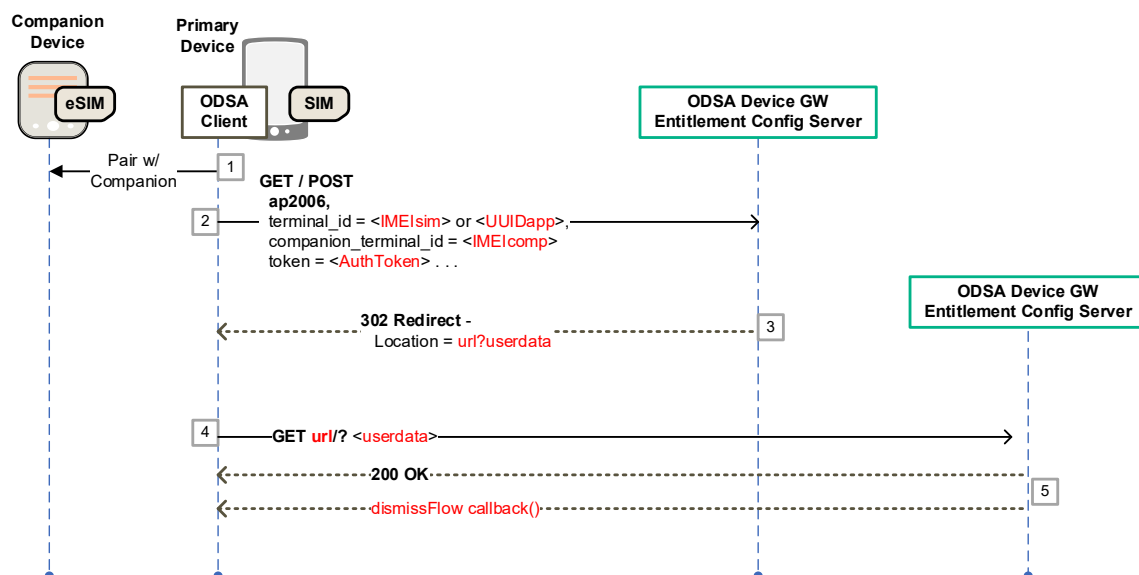 Companion
Device
Primary
Device
eSIM
ODSA
Client
SIM
ODSA Device GW
Entitlement Config Server
Pair w/
Companion
1
GET / POST
ap2006,
2
terminal_id = <IMEIsim> or <UUIDapp>,
companion_terminal_id = <IMEIcomp>
token = <AuthToken> . . .
ODSA Device GW
Entitlement Config Server
302 Redirect -
Location = url?userdata
3
4
GET url/? <userdata>
200 OK
5
dismissFlow callback()